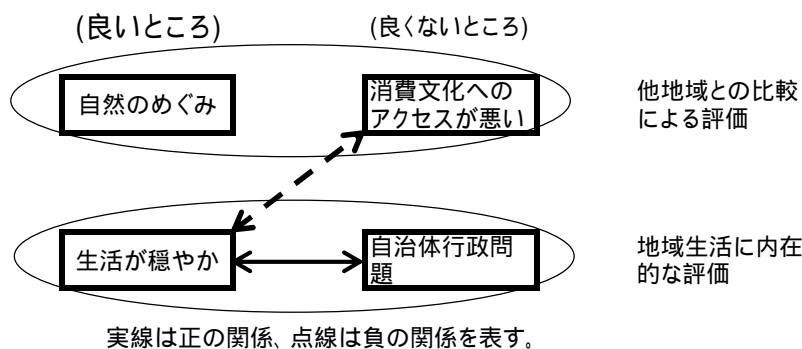 (良いところ)
(良くないところ)
自然のめぐみ
消費文化への
アクセスが悪い
他地域との比較
による評価
生活が穏やか
自治体行政問
題
地域生活に内在
的な評価
実線は正の関係、点線は負の関係を表す。